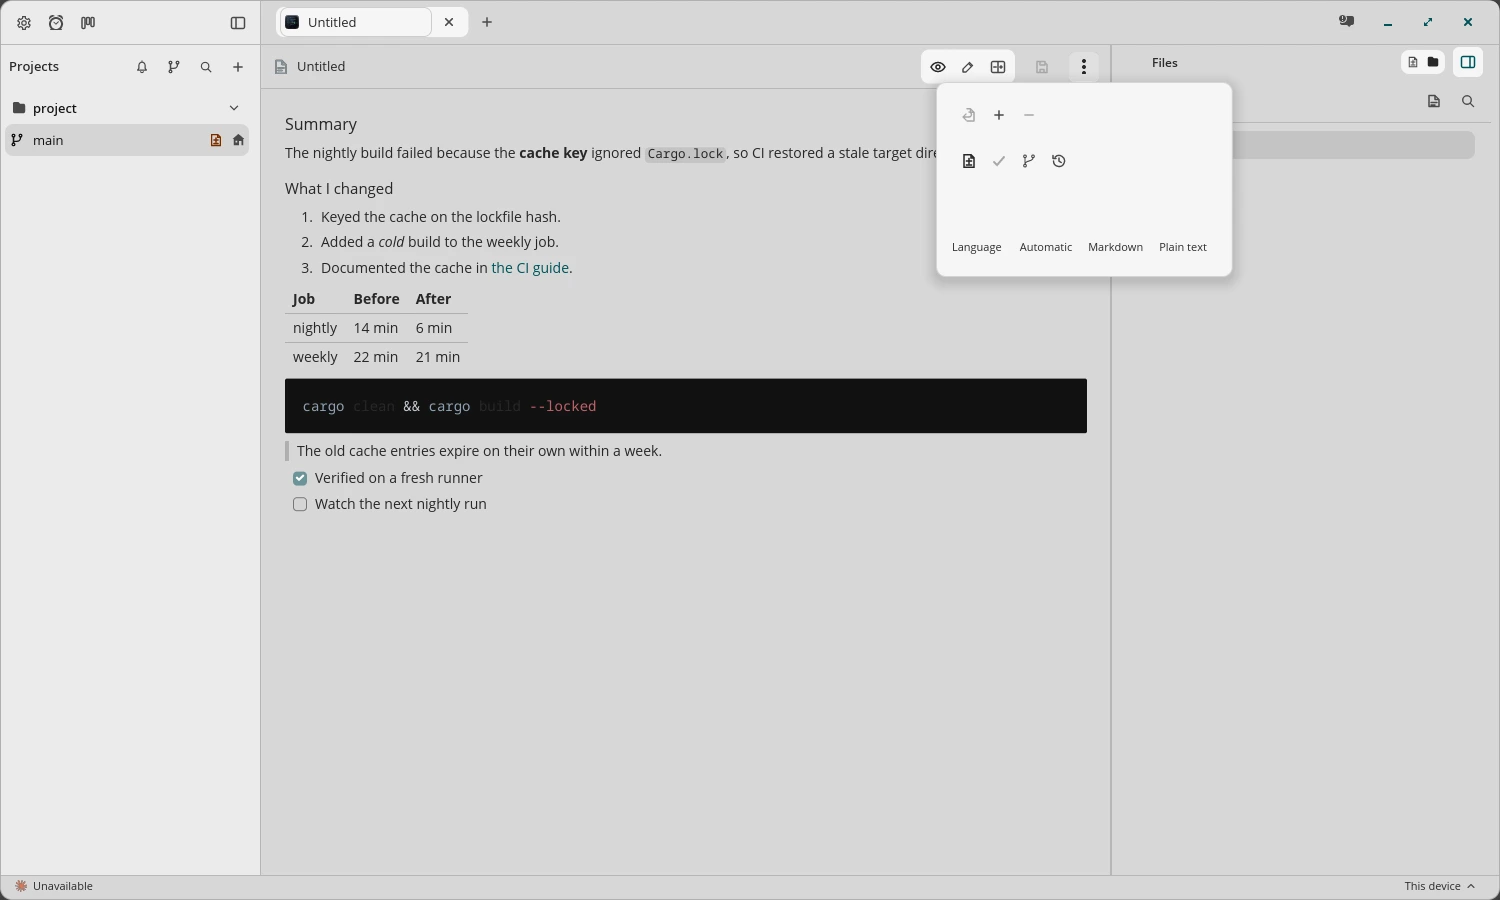 Untitled
Projects
Untitled
Files
project
main
Summary
The nightly build failed because the cache key ignored Cargo.lock, so CI restored a stale target
What I changed
1. Keyed the cache on the lockfile hash.
2. Added a cold build to the weekly job.
3. Documented the cache in the CI guide.
Language Automatic Markdown Plain text
Job Before After
nightly 14 min 6 min
weekly 22 min 21 min
cargo clean && cargo build --locked
The old cache entries expire on their own within a week.
Verified on a fresh runner
Watch the next nightly run
Unavailable
This device